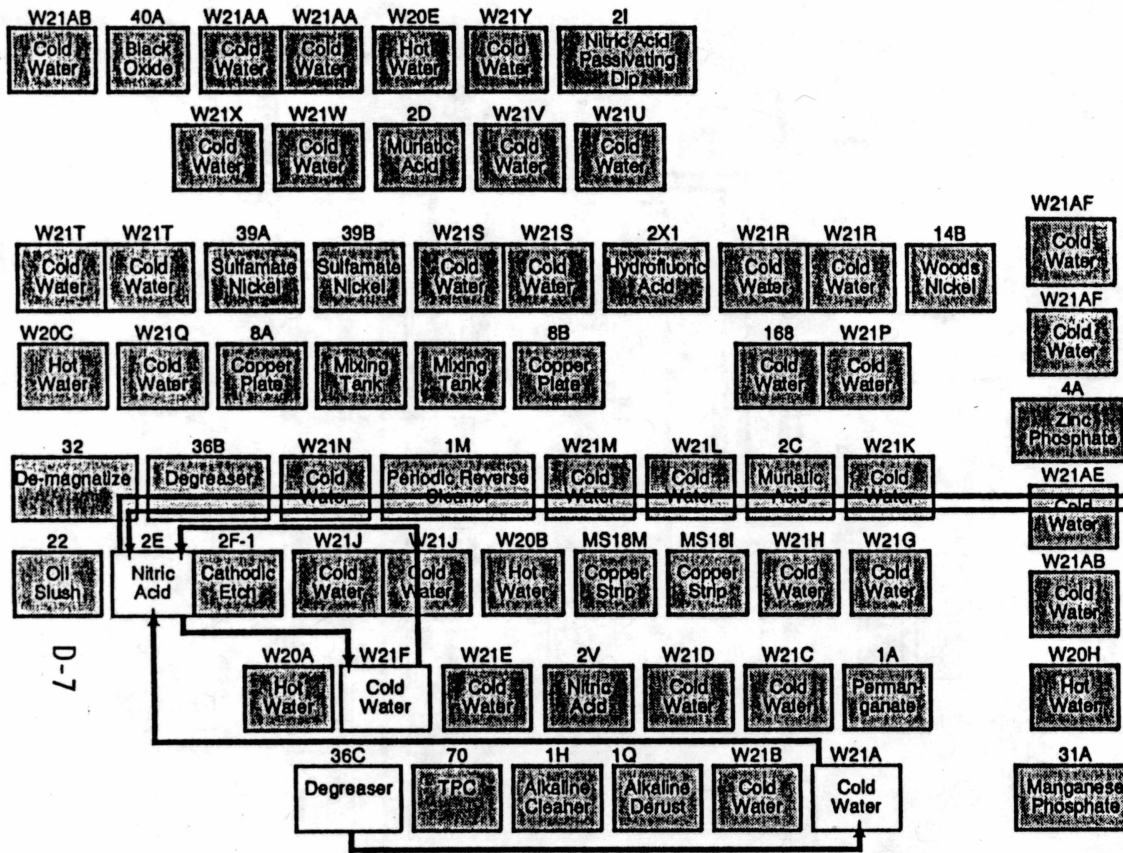 W21AB 40A W21AA W21AA W20E W21Y 2I
Cold Water Black Oxide Cold Water Cold Water Hot Water Cold Water Nitric Acid Passivating Dip
W21X W21W 2D W21V W21U
Cold Water Cold Water Muriatic Acid Cold Water Cold Water
W21T W21T 39A 39B W21S W21S 2X1 W21R W21R 14B W21AF
Cold Water Cold Water Sulfamate Nickel Sulfamate Nickel Cold Water Cold Water Hydrofluoric Acid Cold Water Cold Water Woods Nickel Cold Water
W20C W21Q 8A 8B 168 W21P W21AF
Hot Water Cold Water Copper Plate Mixing Tank Mixing Tank Copper Plate Cold Water Cold Water Cold Water
4A
Zinc Phosphate
32 36B W21N 1M W21M W21L 2C W21K W21AE
De-magnatize Degreaser Cold Water Periodic Reverse Cleaner Cold Water Cold Water Muriatic Acid Cold Water Cold Water
22 2E 2F-1 W21J W21J W20B MS18M MS18I W21H W21G W21AB
Oil Slush Nitric Acid Cathodic Etch Cold Water Cold Water Hot Water Copper Strip Copper Strip Cold Water Cold Water Cold Water
D-7
W20A W21F W21E 2V W21D W21C 1A W20H
Hot Water Cold Water Cold Water Nitric Acid Cold Water Cold Water Perman-ganate Hot Water
36C 70 1H 1Q W21B W21A 31A
Degreaser TPC Alkaline Cleaner Alkaline Derust Cold Water Cold Water Manganese Phosphate